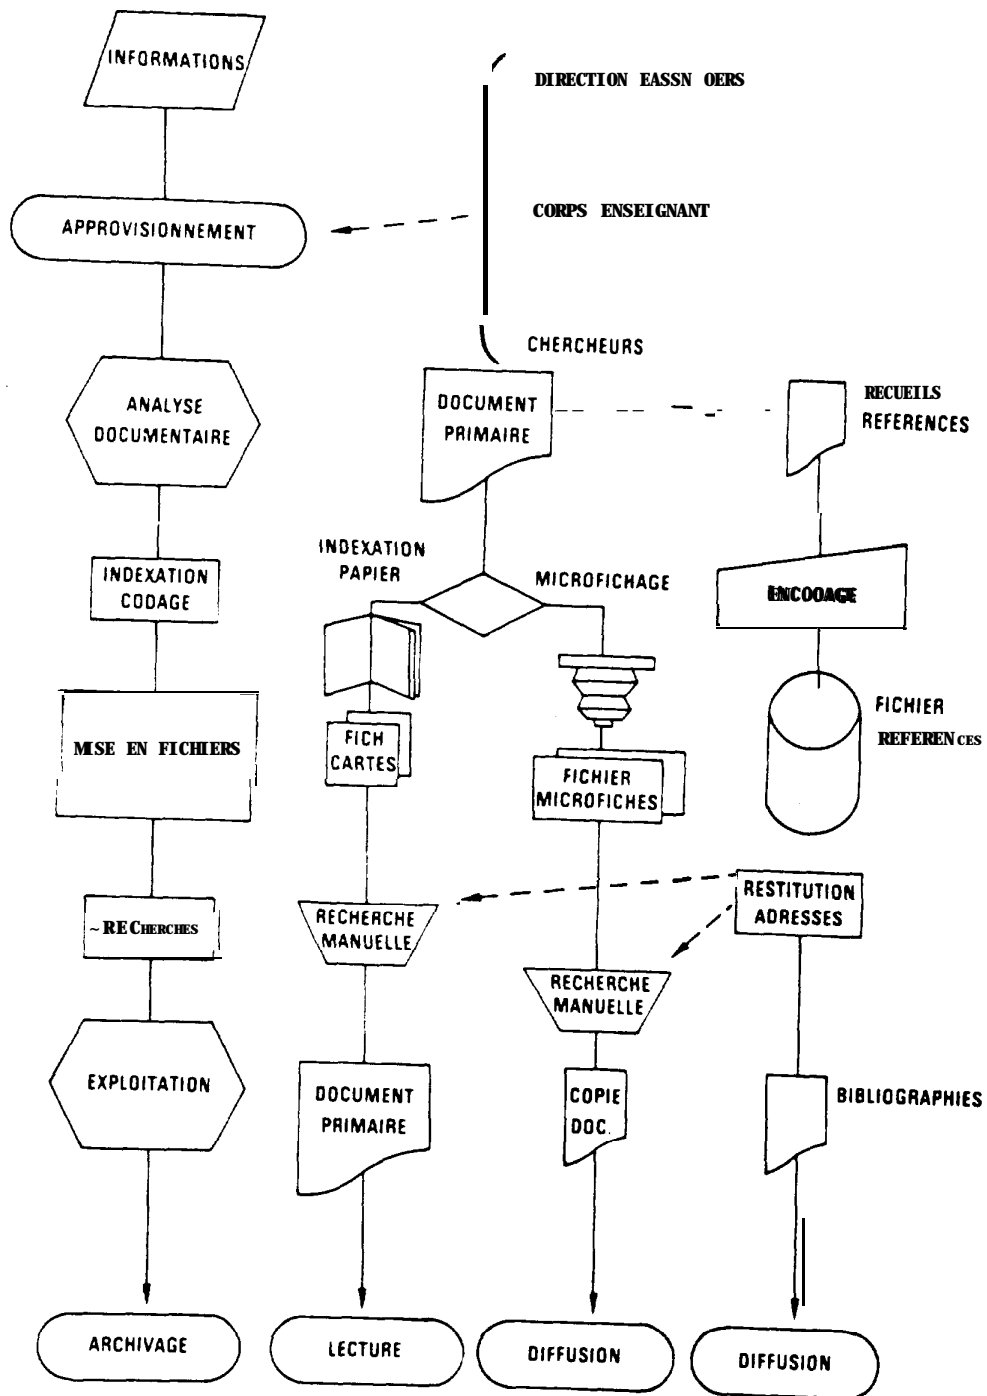 INFORMATIONS
DIRECTION EASSN OERS
APPROVISIONNEMENT
CORPS ENSEIGNANT
CHERCHEURS
ANALYSE
DOCUMENTAIRE
DOCUMENT
PRIMAIRE
RECUEILS
REFERENCES
INDEXATION
CODAGE
INDEXATION
PAPIER
MICROFICHAGE
ENCODAGE
MISE EN FICHIERS
FICH
CARTES
FICHIER
MICROFICHES
FICHIER
REFERENCES
~RECHERCHES
RECHERCHE
MANUELLE
RECHERCHE
MANUELLE
RESTITUTION
ADRESSES
EXPLOITATION
DOCUMENT
PRIMAIRE
COPIE
DOC.
BIBLIOGRAPHIES
ARCHIVAGE
LECTURE
DIFFUSION
DIFFUSION